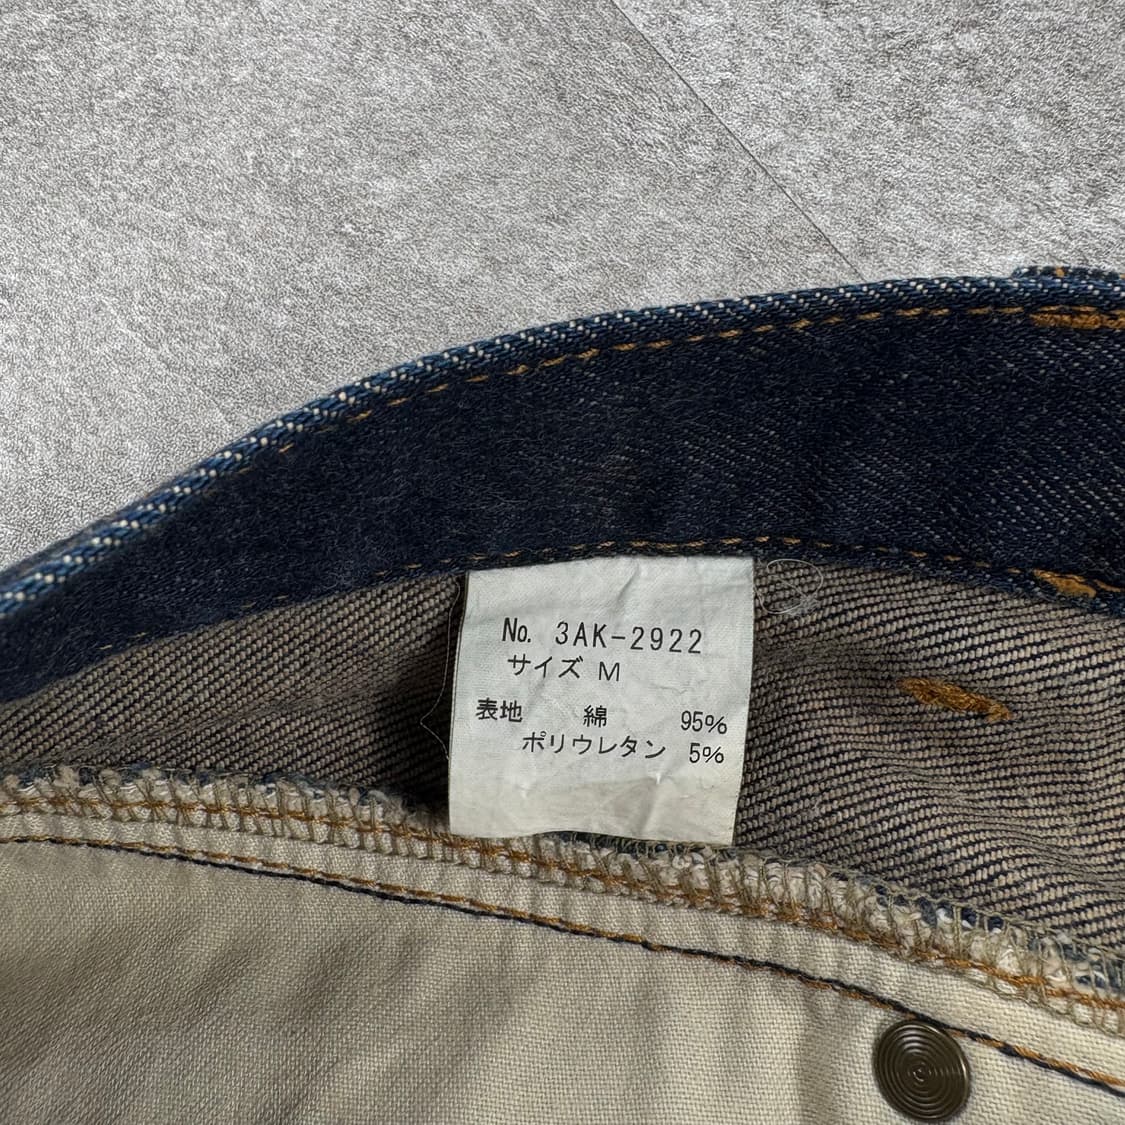 No. 3AK-2922
サイズ M
表地 綿 95%
ポリウレタン 5%